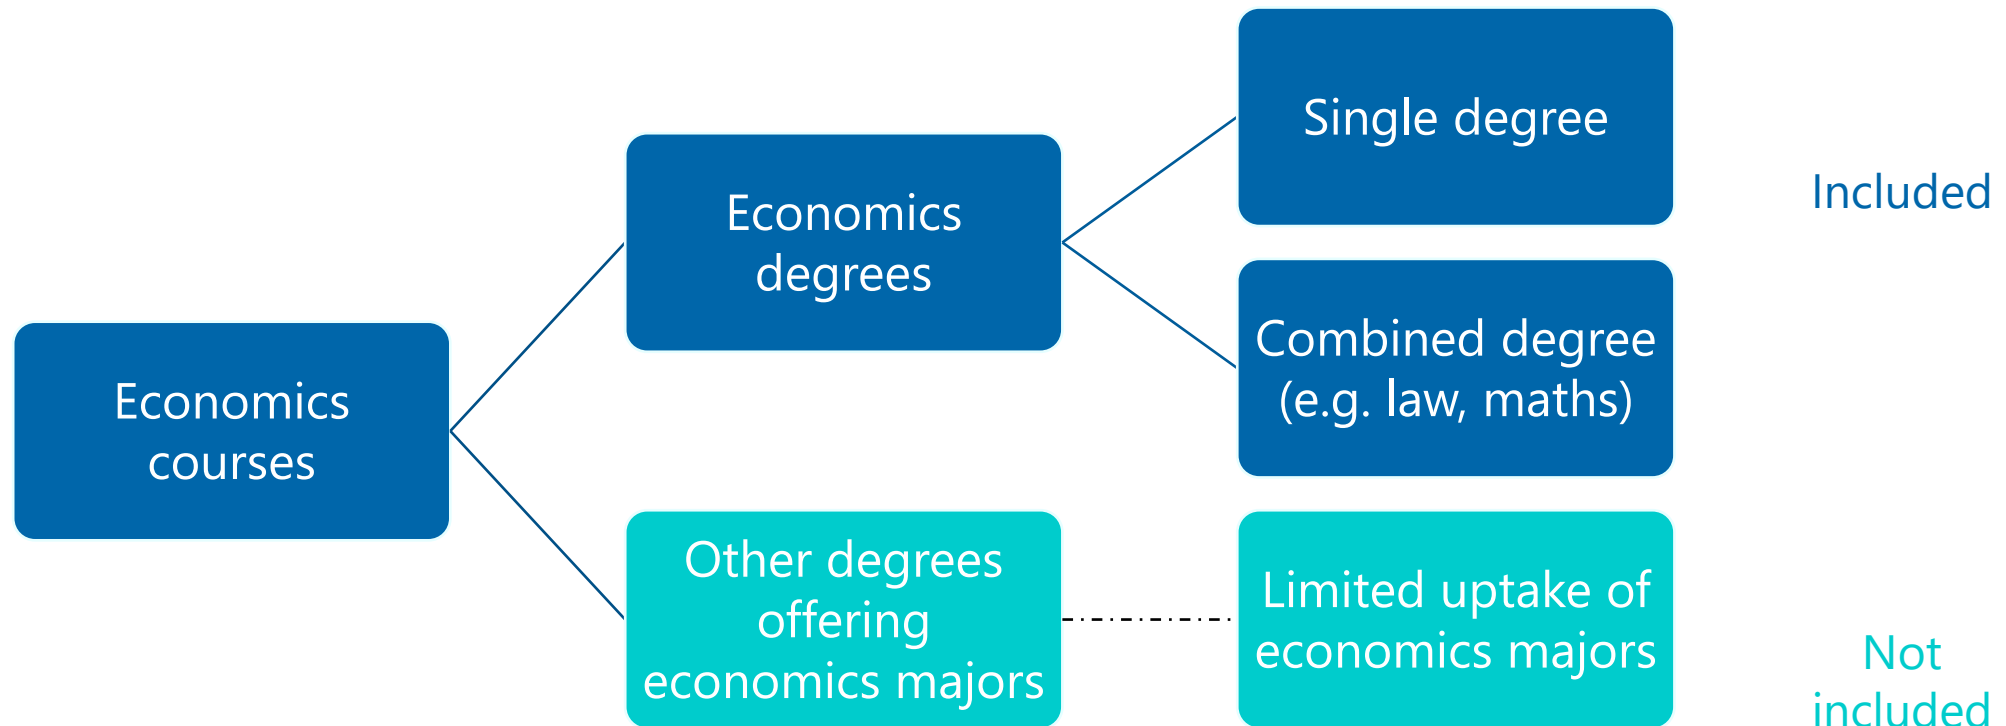 Economics
courses
Economics
degrees
Single degree
Combined degree
(e.g. law, maths)
Included
Other degrees
offering
economics majors
Limited uptake of
economics majors
Not
included